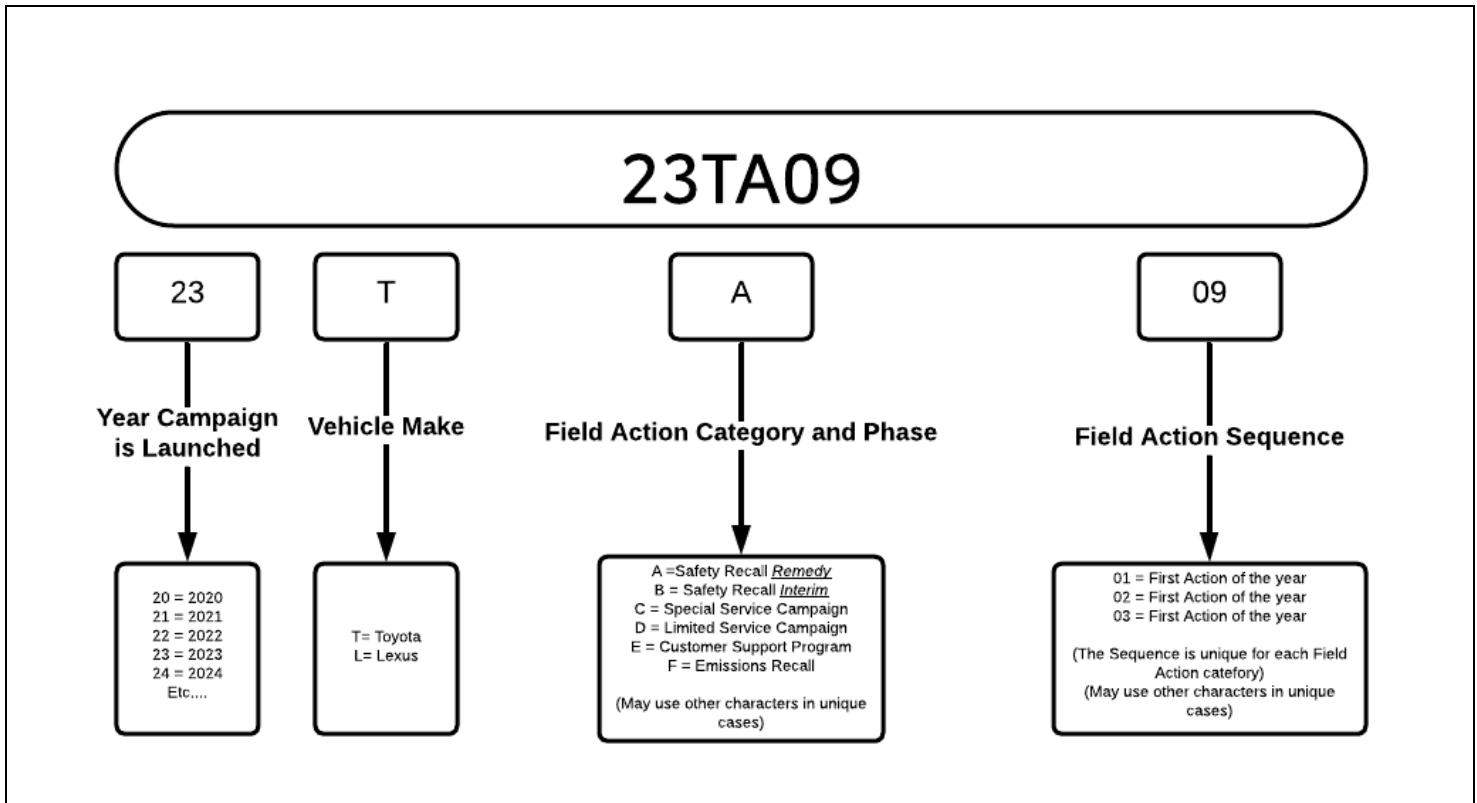 23TA09
23
T
A
09
Year Campaign
is Launched
Vehicle Make
Field Action Category and Phase
Field Action Sequence
20 = 2020
21 = 2021
22 = 2022
23 = 2023
24 = 2024
Etc....
T= Toyota
L= Lexus
A =Safety Recall Remedy
B = Safety Recall Interim
C = Special Service Campaign
D = Limited Service Campaign
E = Customer Support Program
F = Emissions Recall
(May use other characters in unique
cases)
01 = First Action of the year
02 = First Action of the year
03 = First Action of the year
(The Sequence is unique for each Field
Action catefory)
(May use other characters in unique
cases)